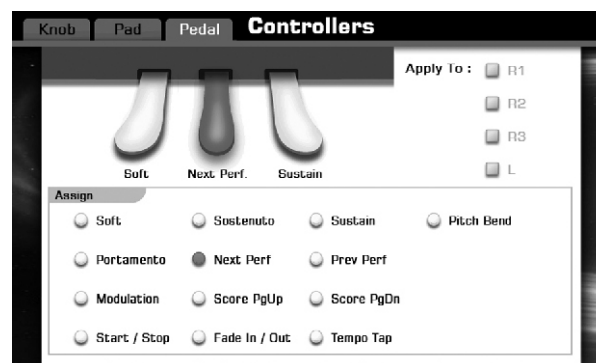 Knob Pad Pedal Controllers
Apply To : R1
R2
R3
L
Soft Next Perf. Sustain
Assign
Soft Sostenuto Sustain Pitch Bend
Portamento Next Perf Prev Perf
Modulation Score PgUp Score PgDn
Start / Stop Fade In / Out Tempo Tap